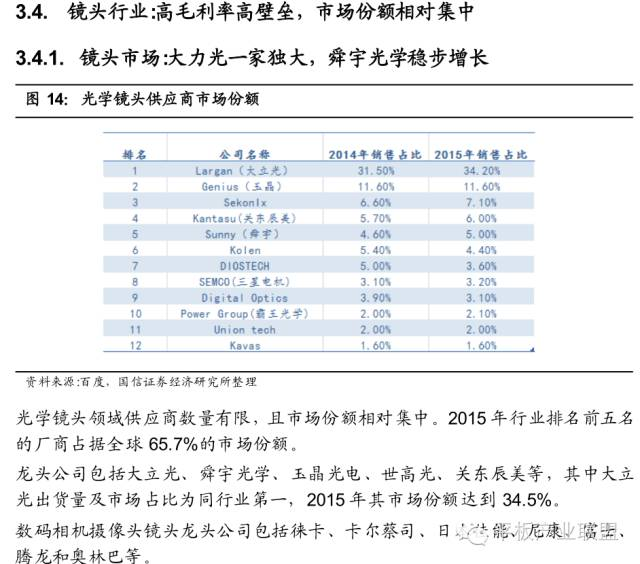 3.4. 镜头行业:高毛利率高壁垒，市场份额相对集中
3.4.1. 镜头市场:大力光一家独大，舜宇光学稳步增长
图 14: 光学镜头供应商市场份额
排名 公司名称 2014年销售占比 2015年销售占比
1 Largan (大立光) 31.50% 34.20%
2 Genius (玉晶) 11.60% 11.60%
3 Sekonlx 6.60% 7.10%
4 Kantasu(关东辰美) 5.70% 6.00%
5 Sunny (舜宇) 4.60% 5.00%
6 Kolen 5.40% 4.40%
7 DIOSTECH 5.00% 3.60%
8 SEMCO(三星电机) 3.10% 3.20%
9 Digital Optics 3.90% 3.10%
10 Power Group(霸王光学) 2.00% 2.10%
11 Union tech 2.00% 2.00%
12 Kavas 1.60% 1.60%
资料来源:百度，国信证券经济研究所整理
光学镜头领域供应商数量有限，且市场份额相对集中。2015 年行业排名前五名
的厂商占据全球 65.7%的市场份额。
龙头公司包括大立光、舜宇光学、玉晶光电、世高光、关东辰美等，其中大立
光出货量及市场占比为同行业第一，2015 年其市场份额达到 34.5%。
数码相机摄像头镜头龙头公司包括徕卡、卡尔蔡司、日 佳能、尼康、富士、
腾龙和奥林巴等。
平板产业联盟